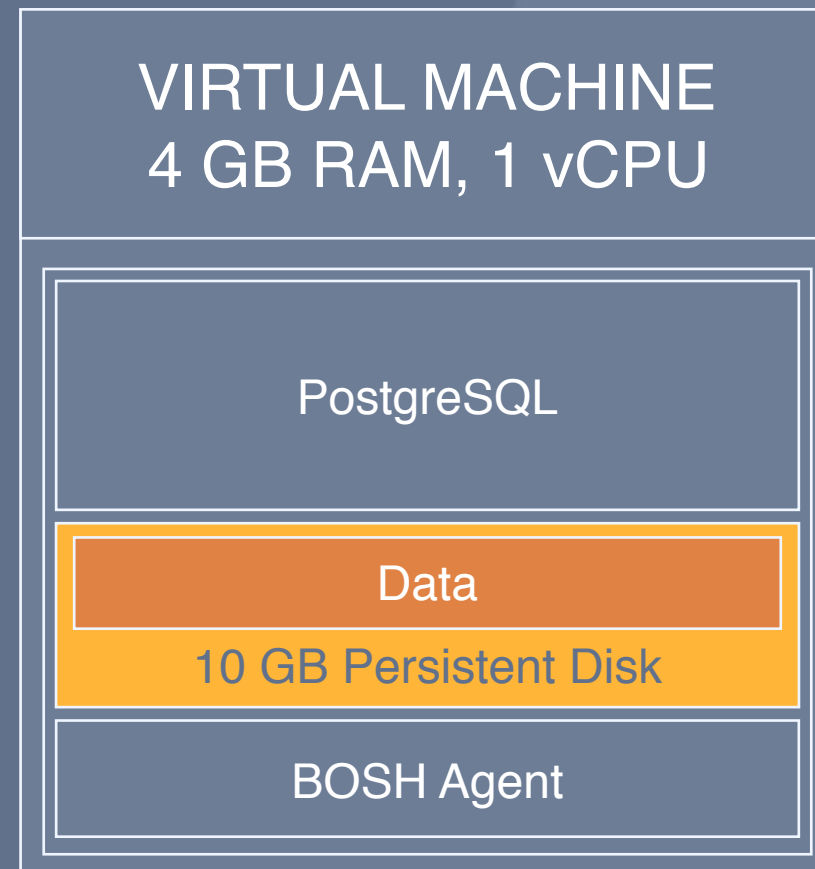 VIRTUAL MACHINE
4 GB RAM, 1 vCPU
PostgreSQL
Data
10 GB Persistent Disk
BOSH Agent